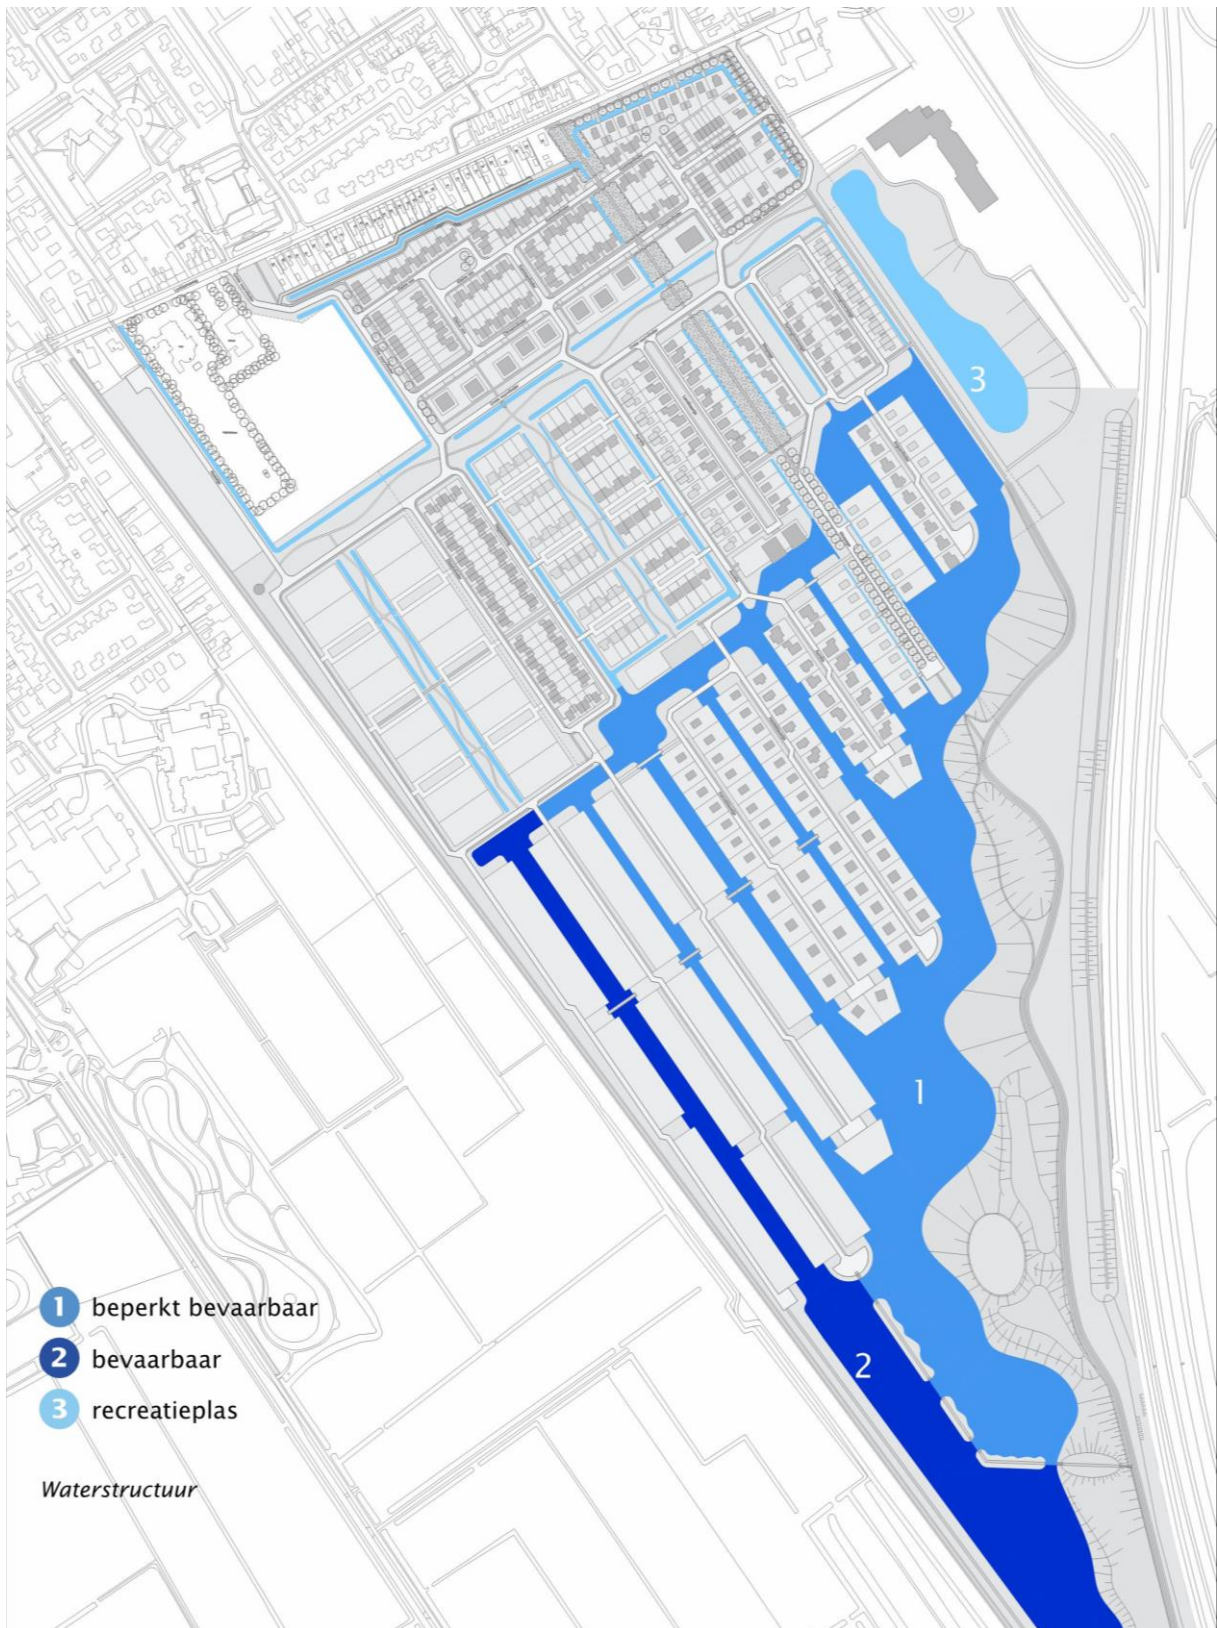 3
1
2
1 beperkt bevaarbaar
2 bevaarbaar
3 recreatieplas
Waterstructuur